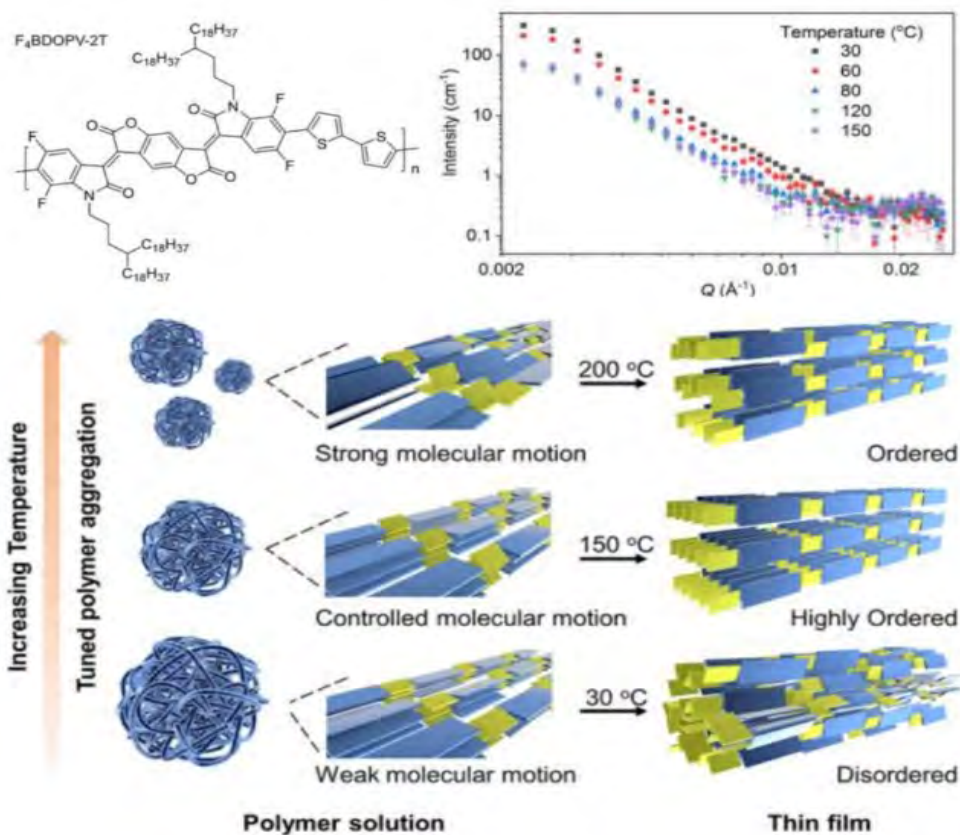 F₄BDOPV-2T
C₁₈H₃₇
C₁₈H₃₇
N
O
F
O
O
F
S
S
F
O
O
n
F
N
O
C₁₈H₃₇
C₁₈H₃₇
Intensity (cm⁻¹)
100
10
1
0.1
0.002
0.01
0.02
Q (Å⁻¹)
Temperature (°C)
30
60
80
120
150
Increasing Temperature
Tuned polymer aggregation
200 °C
Strong molecular motion
Ordered
150 °C
Controlled molecular motion
Highly Ordered
30 °C
Weak molecular motion
Disordered
Polymer solution
Thin film